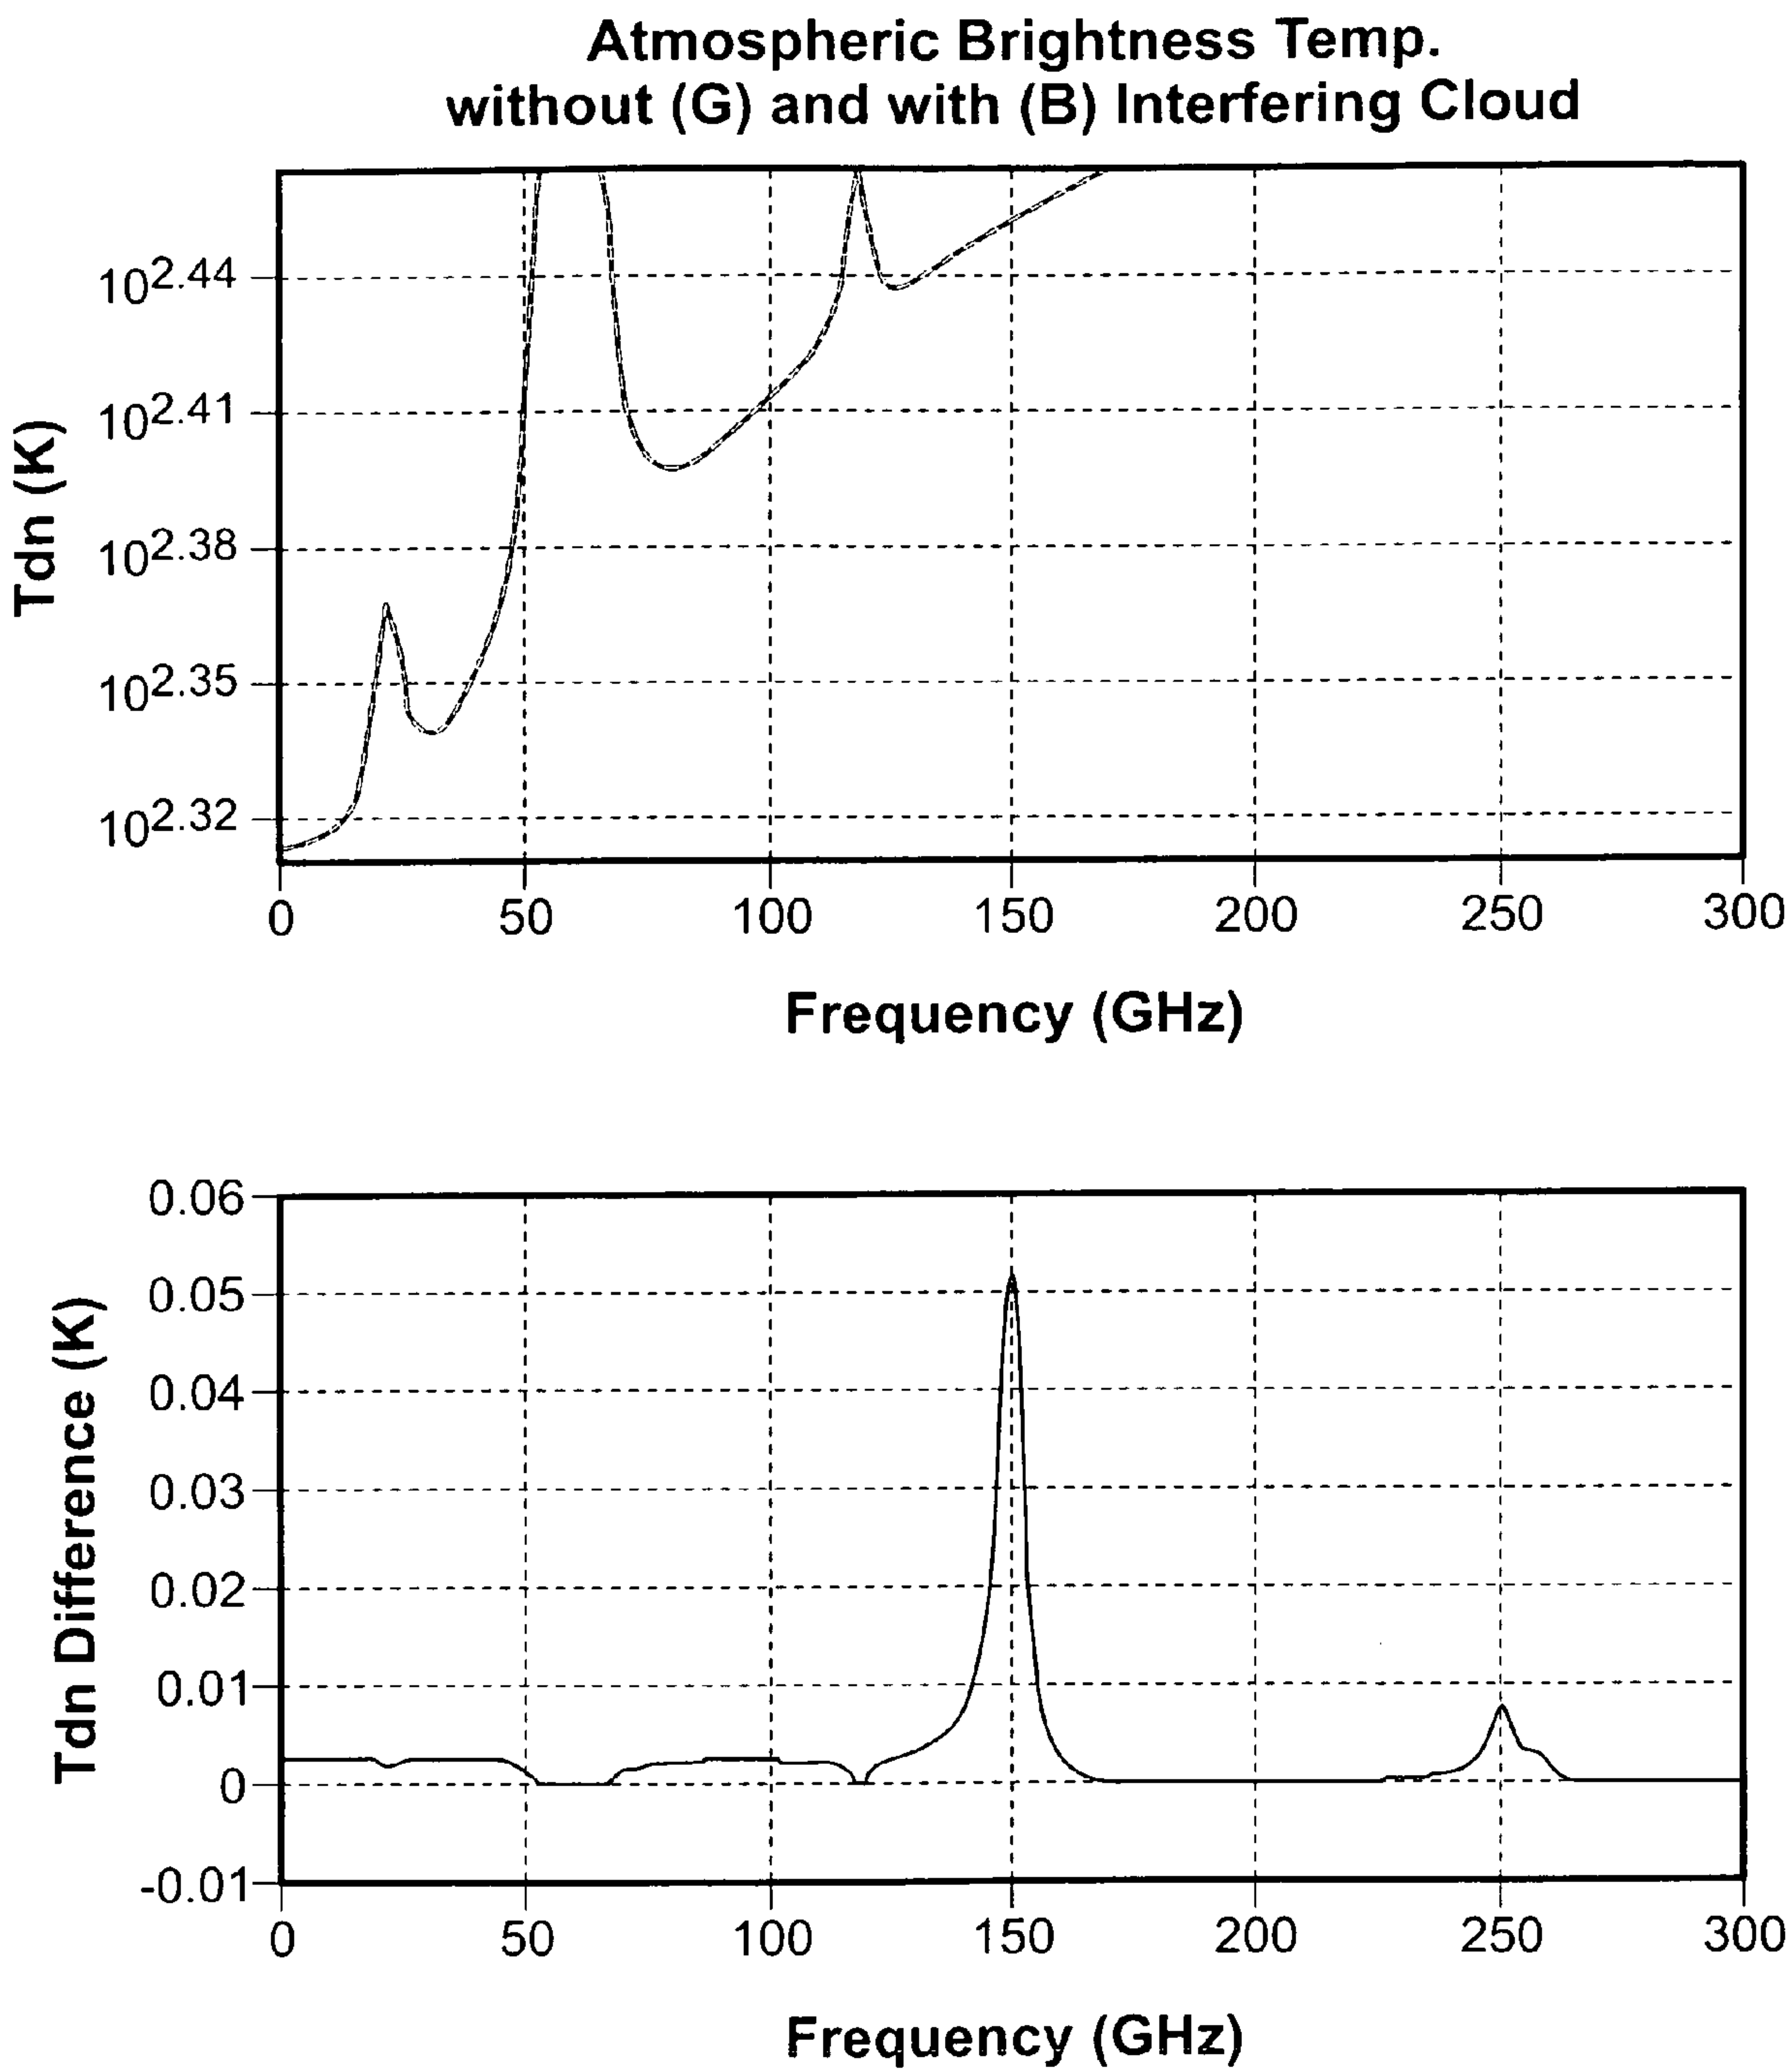 Atmospheric Brightness Temp.
without (G) and with (B) Interfering Cloud
Tdn (K)
10^2.44
10^2.41
10^2.38
10^2.35
10^2.32
0 50 100 150 200 250 300
Frequency (GHz)
Tdn Difference (K)
0.06
0.05
0.04
0.03
0.02
0.01
0
-0.01
0 50 100 150 200 250 300
Frequency (GHz)